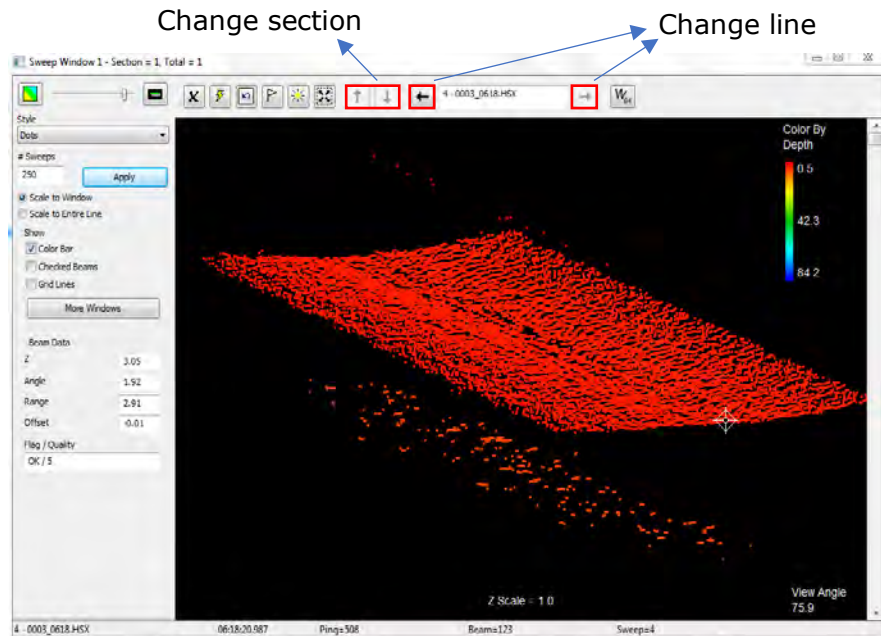 Change section
Change line
Sweep Window 1 - Section = 1, Total = 1
4 - 0003_0618.HSX
W64
Style
Dots
# Sweeps
250
Apply
Scale to Window
Scale to Entire Line
Show
Color Bar
Checked Beams
Grid Lines
More Windows
Beam Data
Z 3.05
Angle 1.92
Range 2.91
Offset -0.01
Flag / Quality
OK / 5
Color By
Depth
0.5
42.3
84.2
Z Scale = 1.0
View Angle
75.9
4 - 0003_0618.HSX 06:18:20.987 Ping=508 Beam=123 Sweep=4